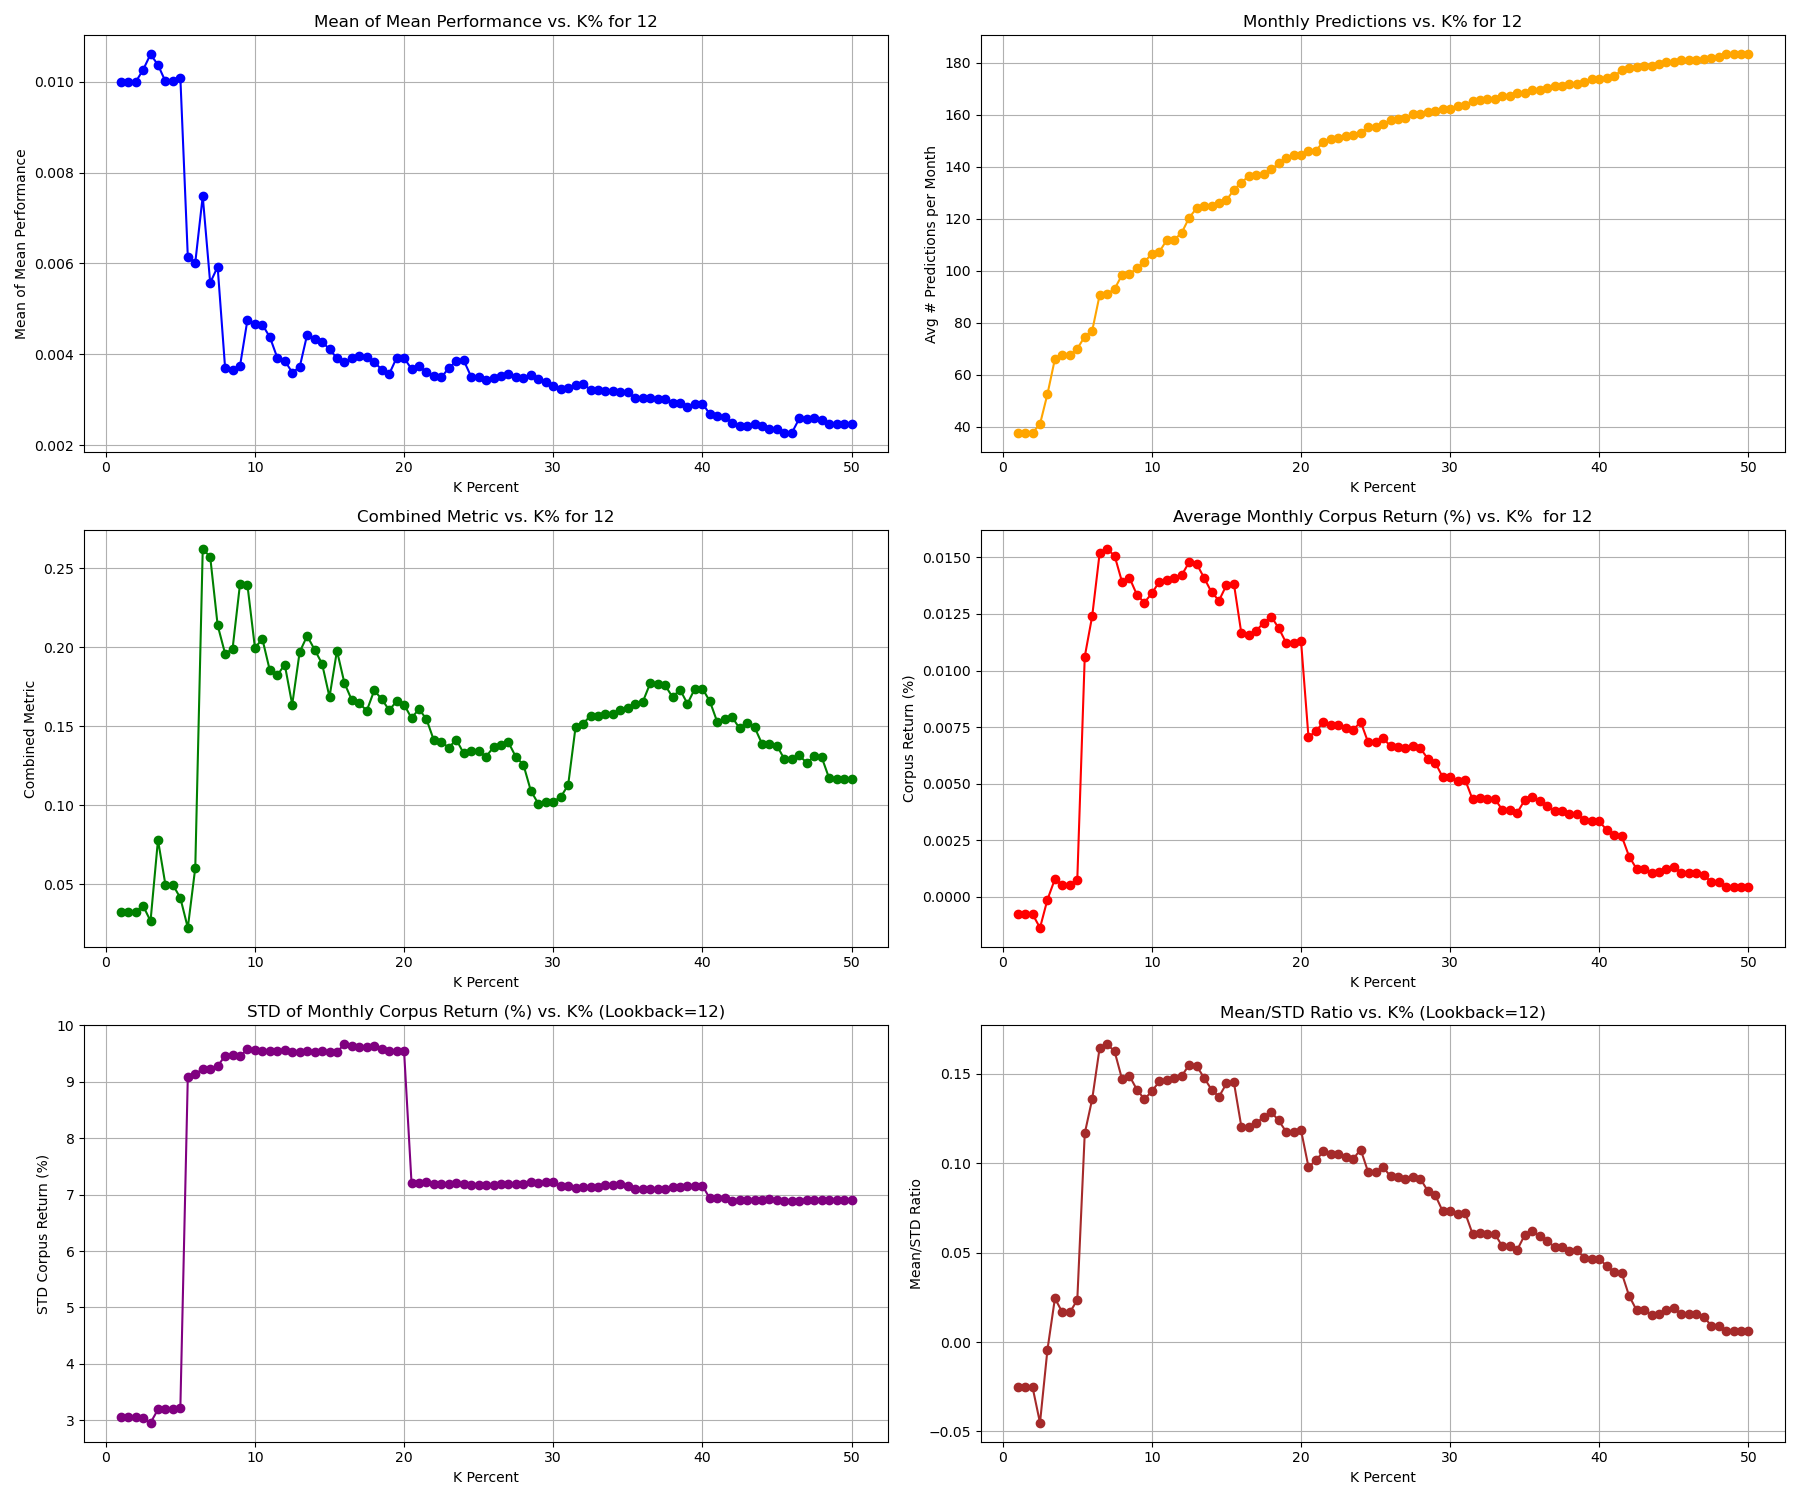 Mean of Mean Performance vs. K% for 12
Mean of Mean Performance
0.010
0.008
0.006
0.004
0.002
0 10 20 30 40 50
K Percent
Monthly Predictions vs. K% for 12
Avg # Predictions per Month
180
160
140
120
100
80
60
40
0 10 20 30 40 50
K Percent
Combined Metric vs. K% for 12
Combined Metric
0.25
0.20
0.15
0.10
0.05
0 10 20 30 40 50
K Percent
Average Monthly Corpus Return (%) vs. K%  for 12
Corpus Return (%)
0.0150
0.0125
0.0100
0.0075
0.0050
0.0025
0.0000
0 10 20 30 40 50
K Percent
STD of Monthly Corpus Return (%) vs. K% (Lookback=12)
STD Corpus Return (%)
10
9
8
7
6
5
4
3
0 10 20 30 40 50
K Percent
Mean/STD Ratio vs. K% (Lookback=12)
Mean/STD Ratio
0.15
0.10
0.05
0.00
−0.05
0 10 20 30 40 50
K Percent